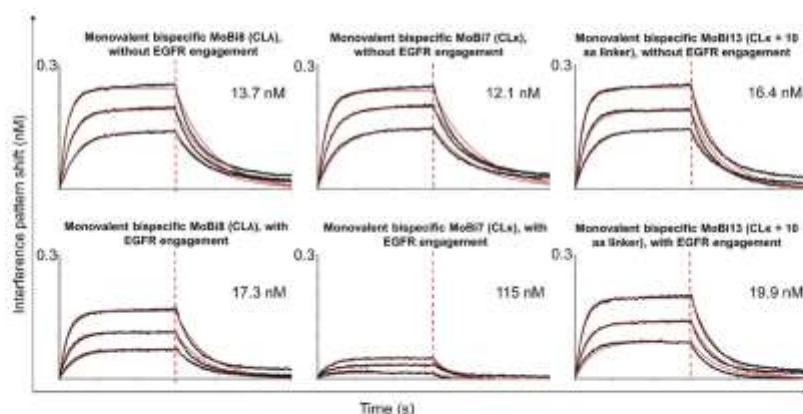 Monovalent bispecific MoBi8 (CLλ),
without EGFR engagement
0.3
13.7 nM
Monovalent bispecific MoBi7 (CLκ),
without EGFR engagement
0.3
12.1 nM
Monovalent bispecific MoBi13 (CLκ + 10
aa linker), without EGFR engagement
0.3
16.4 nM
Interference pattern shift (nM)
Monovalent bispecific MoBi8 (CLλ), with
EGFR engagement
0.3
17.3 nM
Monovalent bispecific MoBi7 (CLκ), with
EGFR engagement
0.3
115 nM
Monovalent bispecific MoBi13 (CLκ + 10
aa linker), with EGFR engagement
0.3
19.9 nM
Time (s)